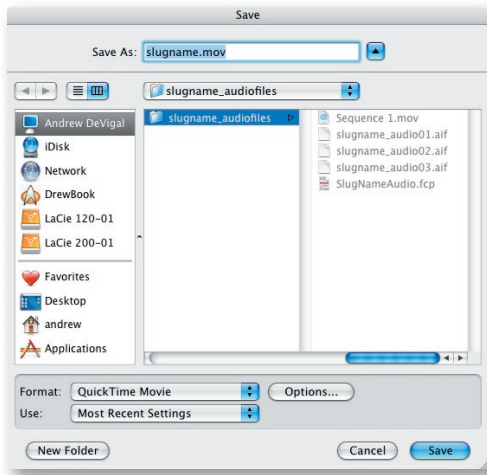 Save
Save As: slugname.mov
slugname_audiofiles
Andrew DeVigal
iDisk
Network
DrewBook
LaCie 120-01
LaCie 200-01
Favorites
Desktop
andrew
Applications
slugname_audiofiles
Sequence 1.mov
slugname_audio01.aif
slugname_audio02.aif
slugname_audio03.aif
SlugNameAudio.fcp
Format: QuickTime Movie Options...
Use: Most Recent Settings
New Folder Cancel Save